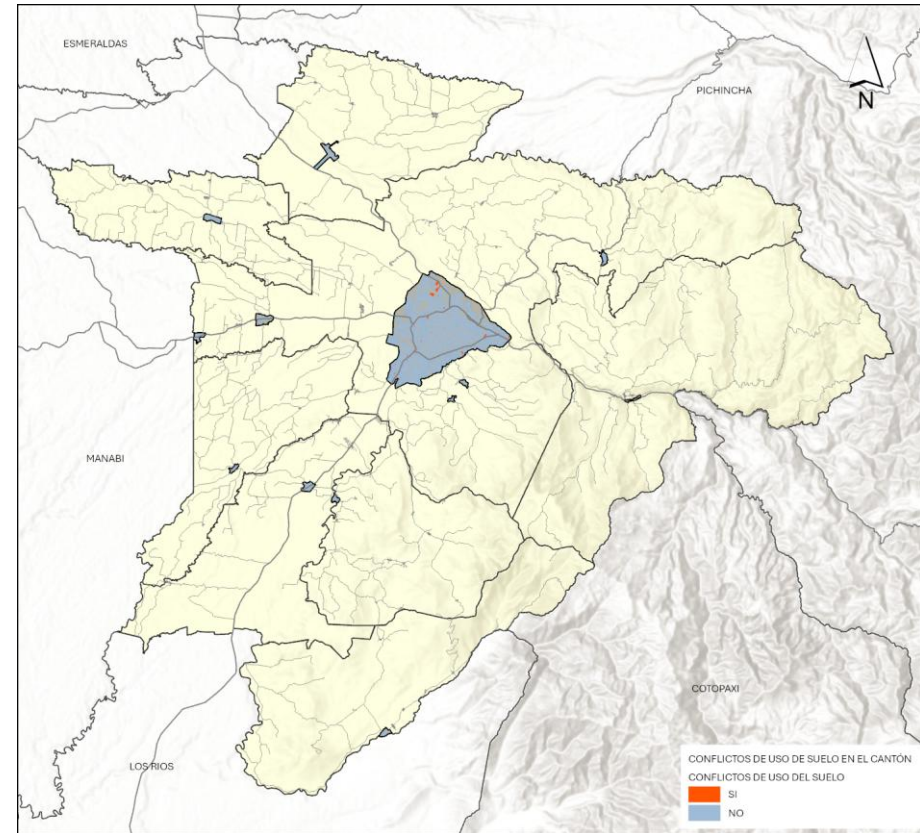 ESMERALDAS
PICHINCHA
N
MANABI
COTOPAXI
LOS RIOS
CONFLICTOS DE USO DE SUELO EN EL CANTÓN
CONFLICTOS DE USO DEL SUELO
SI
NO